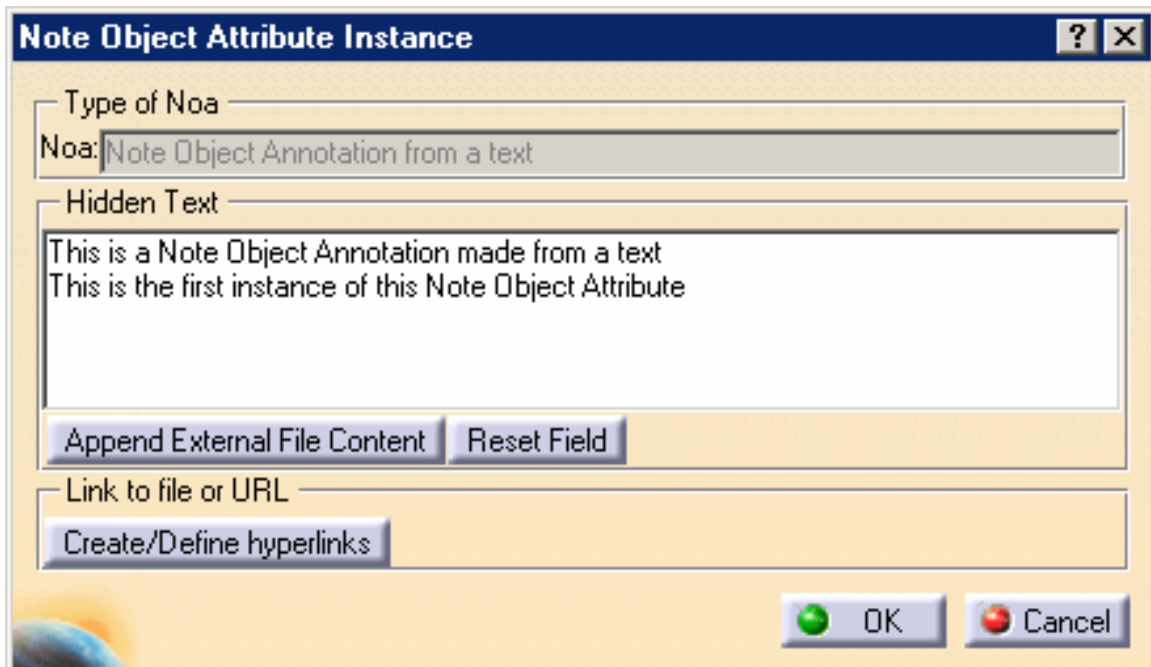 Note Object Attribute Instance
Type of Noa
Noa: Note Object Annotation from a text
Hidden Text
This is a Note Object Annotation made from a text
This is the first instance of this Note Object Attribute
Append External File Content Reset Field
Link to file or URL
Create/Define hyperlinks
OK Cancel